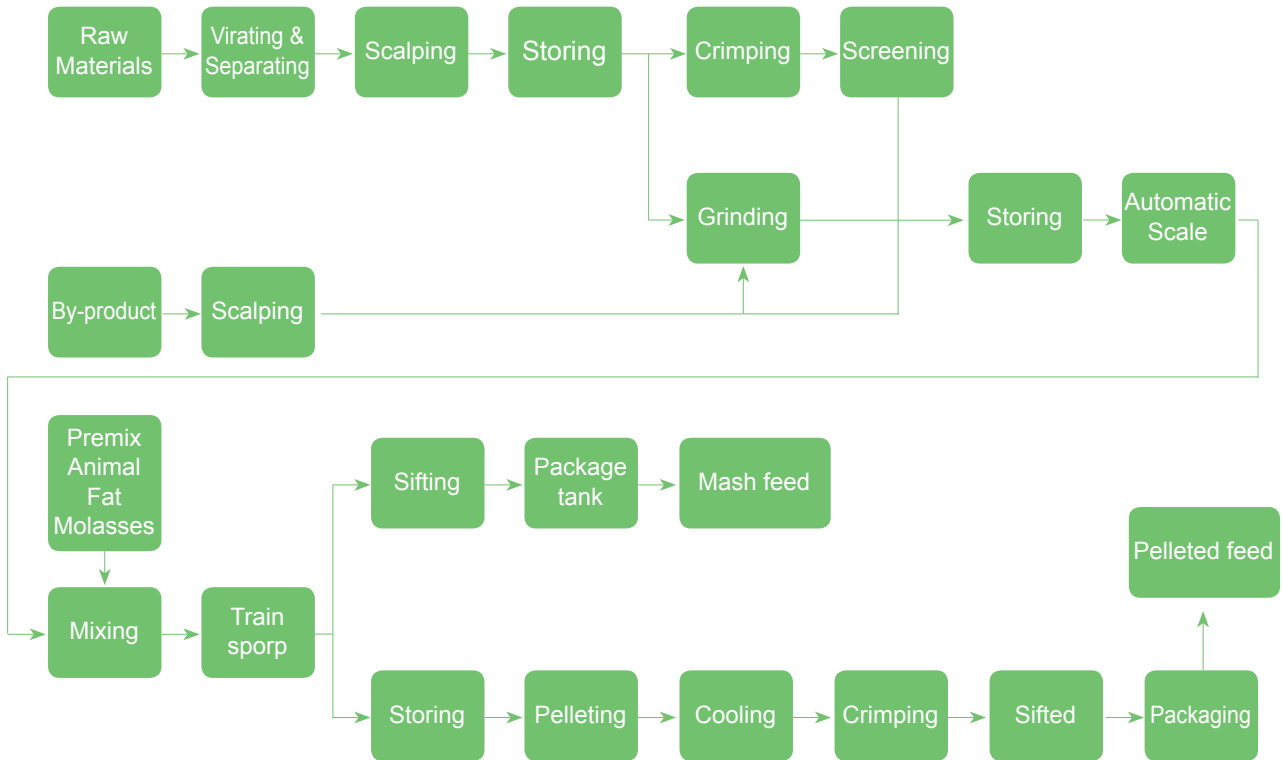 Raw
Materials
Virating &
Separating
Scalping
Storing
Crimping
Screening
Grinding
Storing
Automatic
Scale
By-product
Scalping
Premix
Animal
Fat
Molasses
Sifting
Package
tank
Mash feed
Pelleted feed
Mixing
Train
sporp
Storing
Pelleting
Cooling
Crimping
Sifted
Packaging